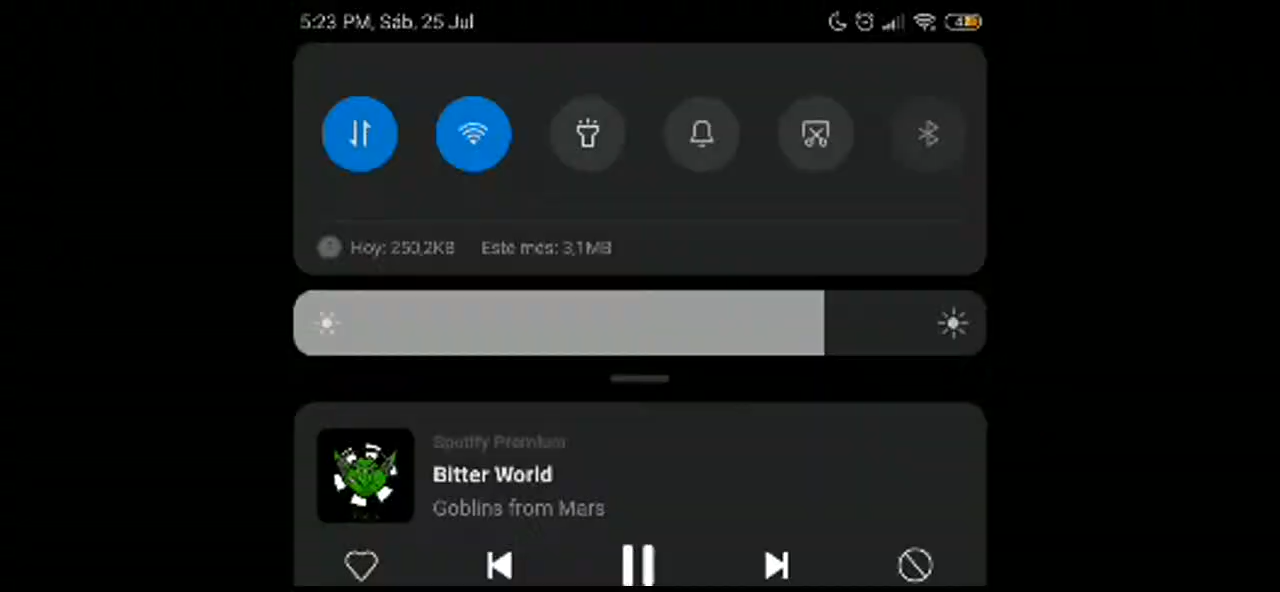 5:23 PM, Sáb, 25 Jul
Hoy: 250,2KB Este mes: 3,1MB
Spotify Premium
Bitter World
Goblins from Mars